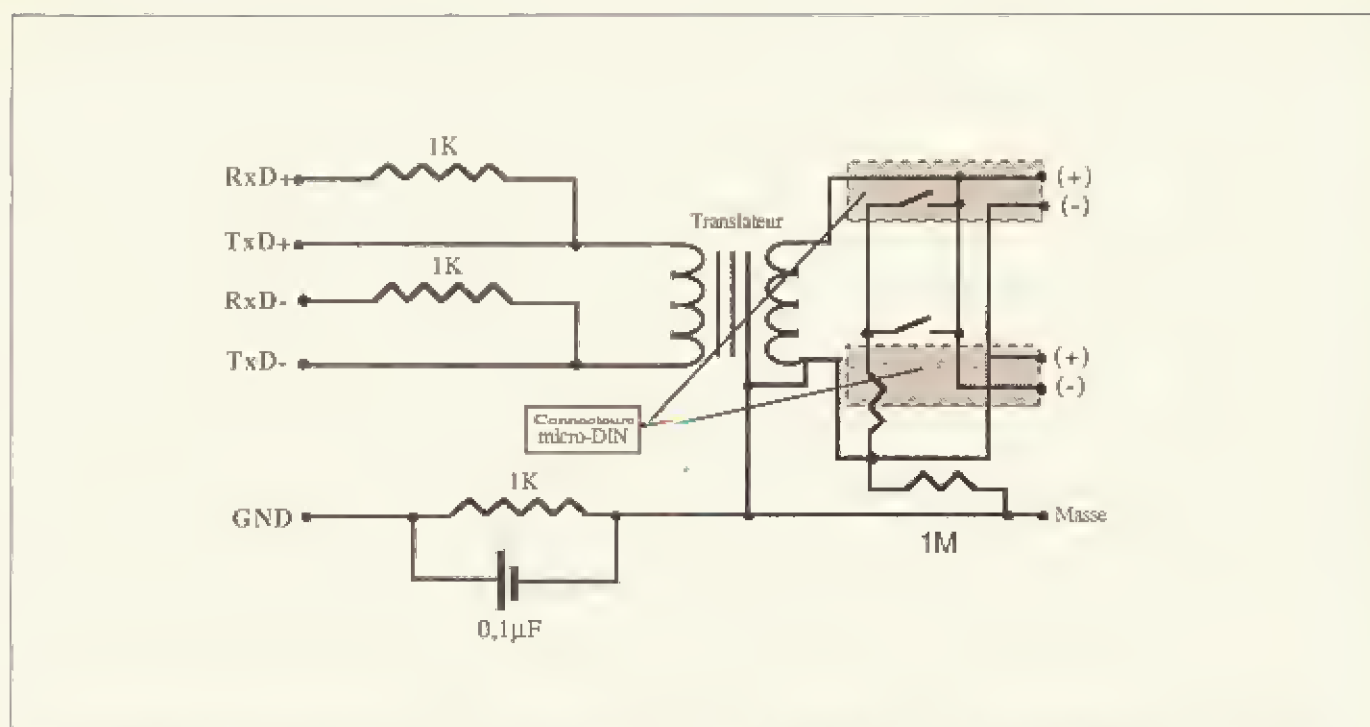 1K
RxD+
(+)
(-)
Translateur
TxD+
1K
RxD-
TxD-
(+)
(-)
Connecteurs
micro-DIN
1K
GND
Masse
1M
0,1µF